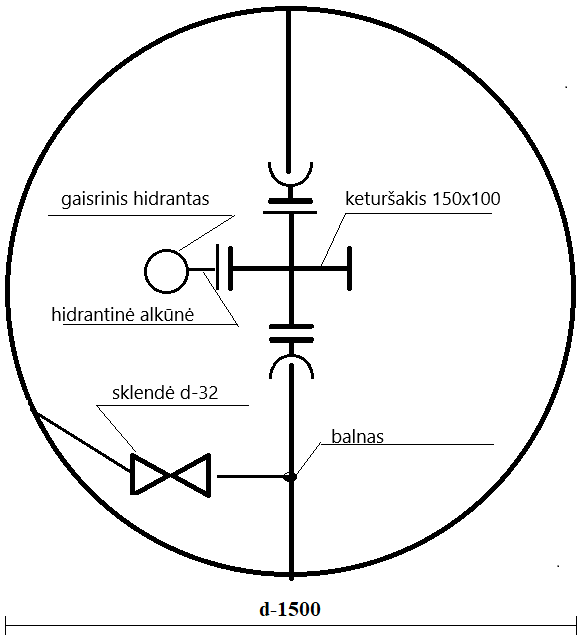 gaisrinis hidrantas
keturšakis 150x100
hidrantinė alkūnė
sklendė d-32
balnas
d-1500